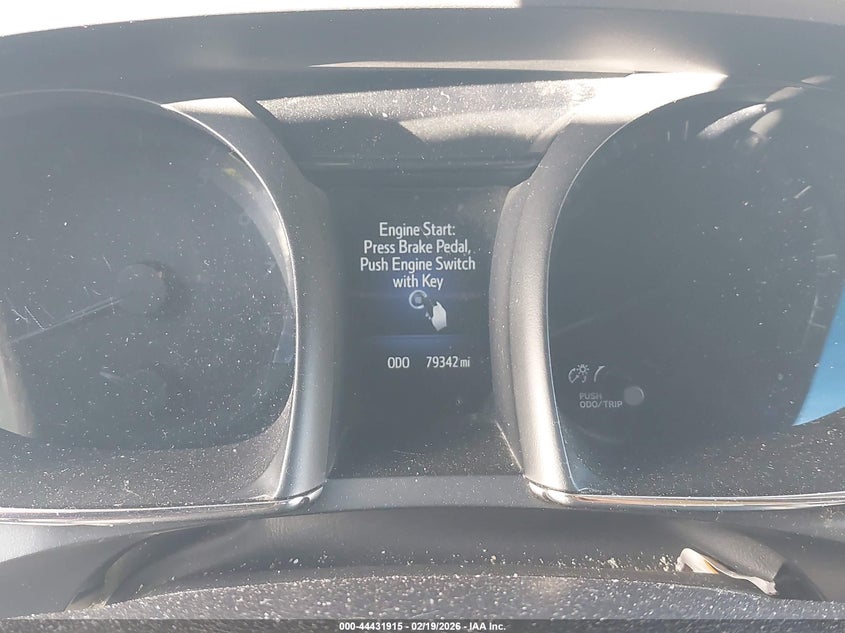 Engine Start:
Press Brake Pedal,
Push Engine Switch
with Key
ODO 79342 mi
PUSH
ODO/TRIP
000-44431915 - 02/19/2026 - IAA Inc.